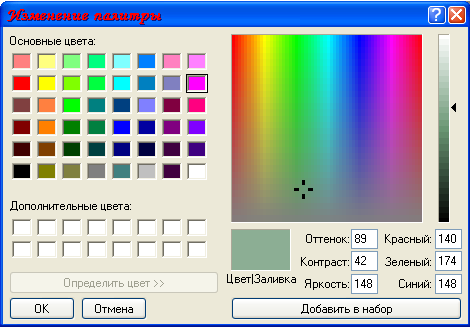 Изменение палитры
Основные цвета:
Дополнительные цвета:
Определить цвет >>
OK
Отмена
Цвет|Заливка
Оттенок: 89
Контраст: 42
Яркость: 148
Красный: 140
Зеленый: 174
Синий: 148
Добавить в набор